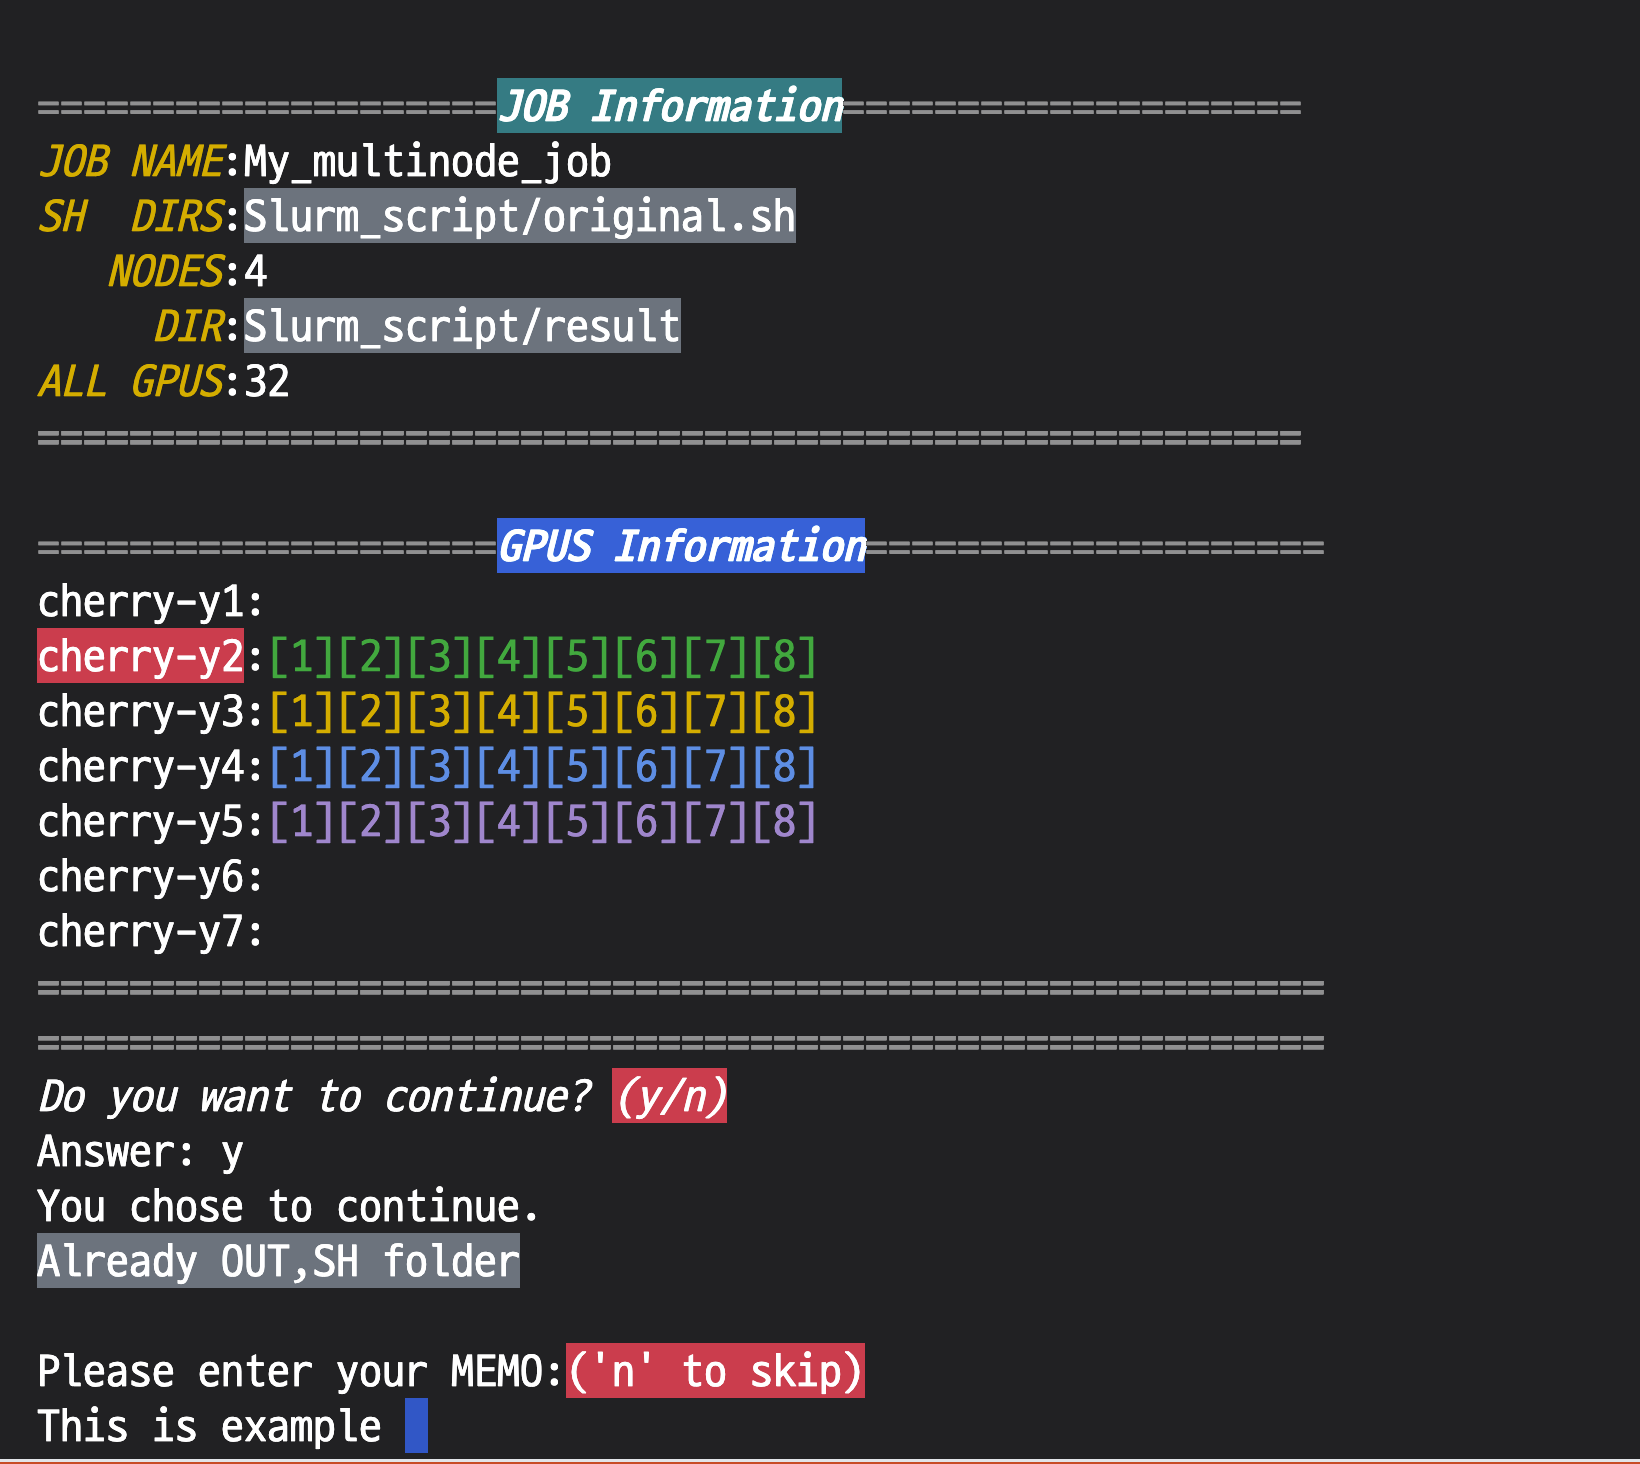 ====================JOB Information====================
JOB NAME:My_multinode_job
SH  DIRS:Slurm_script/original.sh
   NODES:4
     DIR:Slurm_script/result
ALL GPUS:32
=======================================================
====================GPUS Information====================
cherry-y1:
cherry-y2:[1][2][3][4][5][6][7][8]
cherry-y3:[1][2][3][4][5][6][7][8]
cherry-y4:[1][2][3][4][5][6][7][8]
cherry-y5:[1][2][3][4][5][6][7][8]
cherry-y6:
cherry-y7:
========================================================
========================================================
Do you want to continue? (y/n)
Answer: y
You chose to continue.
Already OUT,SH folder
Please enter your MEMO:('n' to skip)
This is example